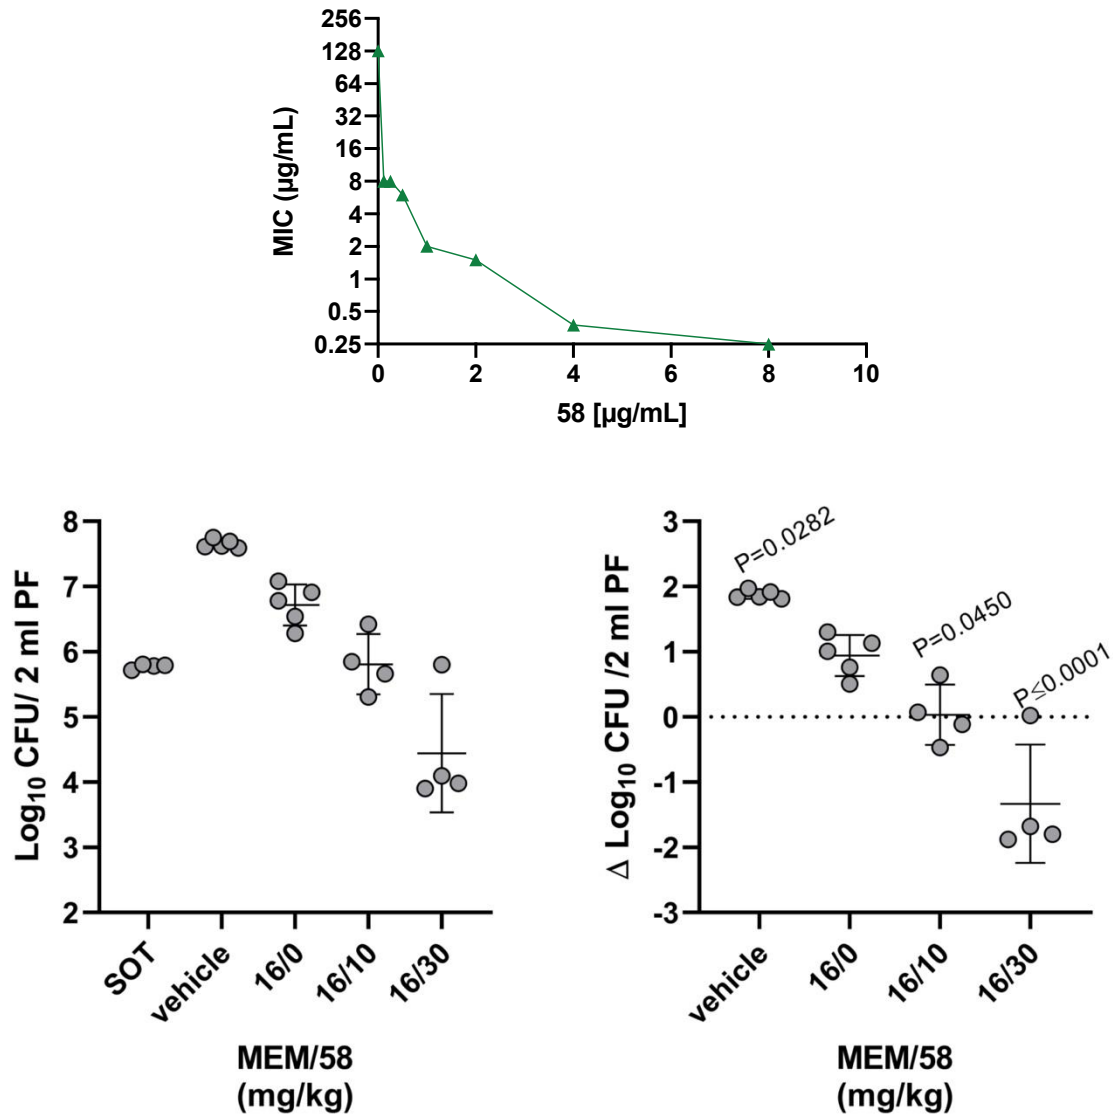 256
128
64
32
16
8
4
2
1
0.5
0.25
MIC (µg/mL)
0 2 4 6 8 10
58 [µg/mL]
8
7
6
5
4
3
2
Log10 CFU/ 2 ml PF
SOT vehicle 16/0 16/10 16/30
MEM/58
(mg/kg)
3
2
1
0
-1
-2
-3
Δ Log10 CFU /2 ml PF
P=0.0282
P=0.0450
P≤0.0001
vehicle 16/0 16/10 16/30
MEM/58
(mg/kg)